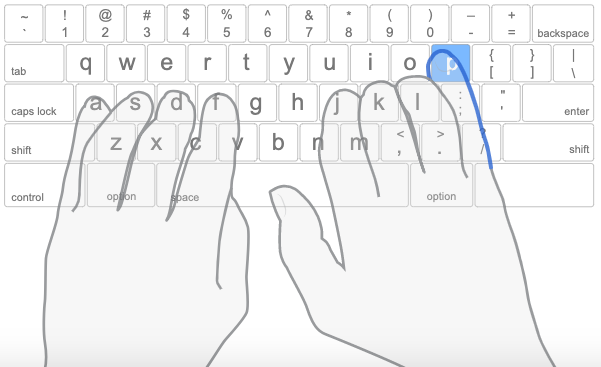 ~ ! @ # $ % ^ & * ( ) – +
` 1 2 3 4 5 6 7 8 9 0 - = backspace
tab q w e r t y u i o p { [ } ] | \
caps lock a s d f g h j k l : ; " ' enter
shift z x c v b n m < , > . ? / shift
control option space option